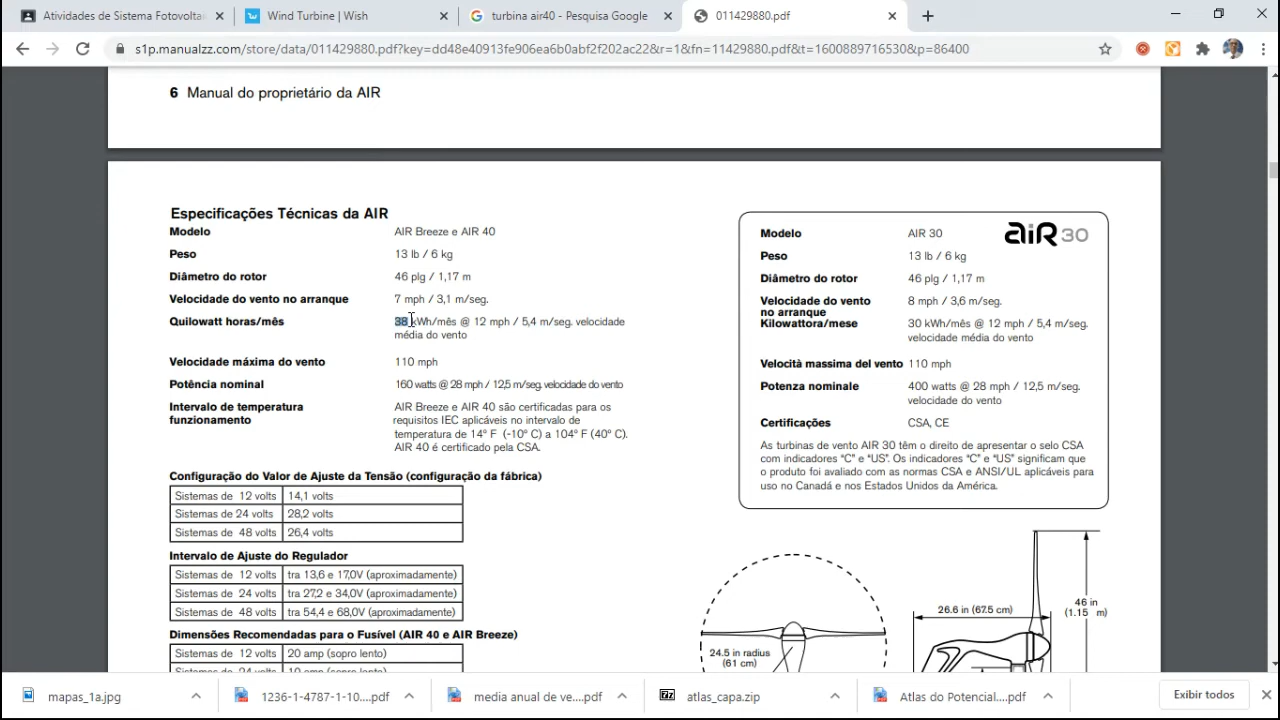 Atividades de Sistema Fotovolta
Wind Turbine | Wish
turbina air40 - Pesquisa Google
011429880.pdf
s1p.manualzz.com/store/data/011429880.pdf?key=dd48e40913fe906ea6b0abf2f202ac22&r=1&fn=11429880.pdf&t=1600889716530&p=86400
6 Manual do proprietário da AIR
Especificações Técnicas da AIR
Modelo AIR Breeze e AIR 40
Peso 13 lb / 6 kg
Diâmetro do rotor 46 plg / 1,17 m
Velocidade do vento no arranque 7 mph / 3,1 m/seg.
Quilowatt horas/mês 38 kWh/mês @ 12 mph / 5,4 m/seg. velocidade
média do vento
Velocidade máxima do vento 110 mph
Potência nominal 160 watts @ 28 mph / 12,5 m/seg. velocidade do vento
Intervalo de temperatura AIR Breeze e AIR 40 são certificadas para os
funcionamento requisitos IEC aplicáveis no intervalo de
temperatura de 14° F (-10° C) a 104° F (40° C).
AIR 40 é certificado pela CSA.
Configuração do Valor de Ajuste da Tensão (configuração da fábrica)
Sistemas de 12 volts 14,1 volts
Sistemas de 24 volts 28,2 volts
Sistemas de 48 volts 26,4 volts
Intervalo de Ajuste do Regulador
Sistemas de 12 volts tra 13,6 e 17,0V (aproximadamente)
Sistemas de 24 volts tra 27,2 e 34,0V (aproximadamente)
Sistemas de 48 volts tra 54,4 e 68,0V (aproximadamente)
Dimensões Recomendadas para o Fusível (AIR 40 e AIR Breeze)
Sistemas de 12 volts 20 amp (sopro lento)
Sistemas de 24 volts 10 amp (sopro lento)
Modelo AIR 30 aiR 30
Peso 13 lb / 6 kg
Diâmetro do rotor 46 plg / 1,17 m
Velocidade do vento 8 mph / 3,6 m/seg.
no arranque
Kilowattora/mese 30 kWh/mês @ 12 mph / 5,4 m/seg.
velocidade média do vento
Velocità massima del vento 110 mph
Potenza nominale 400 watts @ 28 mph / 12,5 m/seg.
velocidade do vento
Certificações CSA, CE
As turbinas de vento AIR 30 têm o direito de apresentar o selo CSA
com indicadores “C” e “US”. Os indicadores “C” e “US” significam que
o produto foi avaliado com as normas CSA e ANSI/UL aplicáveis para
uso no Canadá e nos Estados Unidos da América.
46 in
(1.15 m)
26.6 in (67.5 cm)
24.5 in radius
(61 cm)
mapas_1a.jpg
1236-1-4787-1-10....pdf
media anual de ve....pdf
atlas_capa.zip
Atlas do Potencial....pdf
Exibir todos